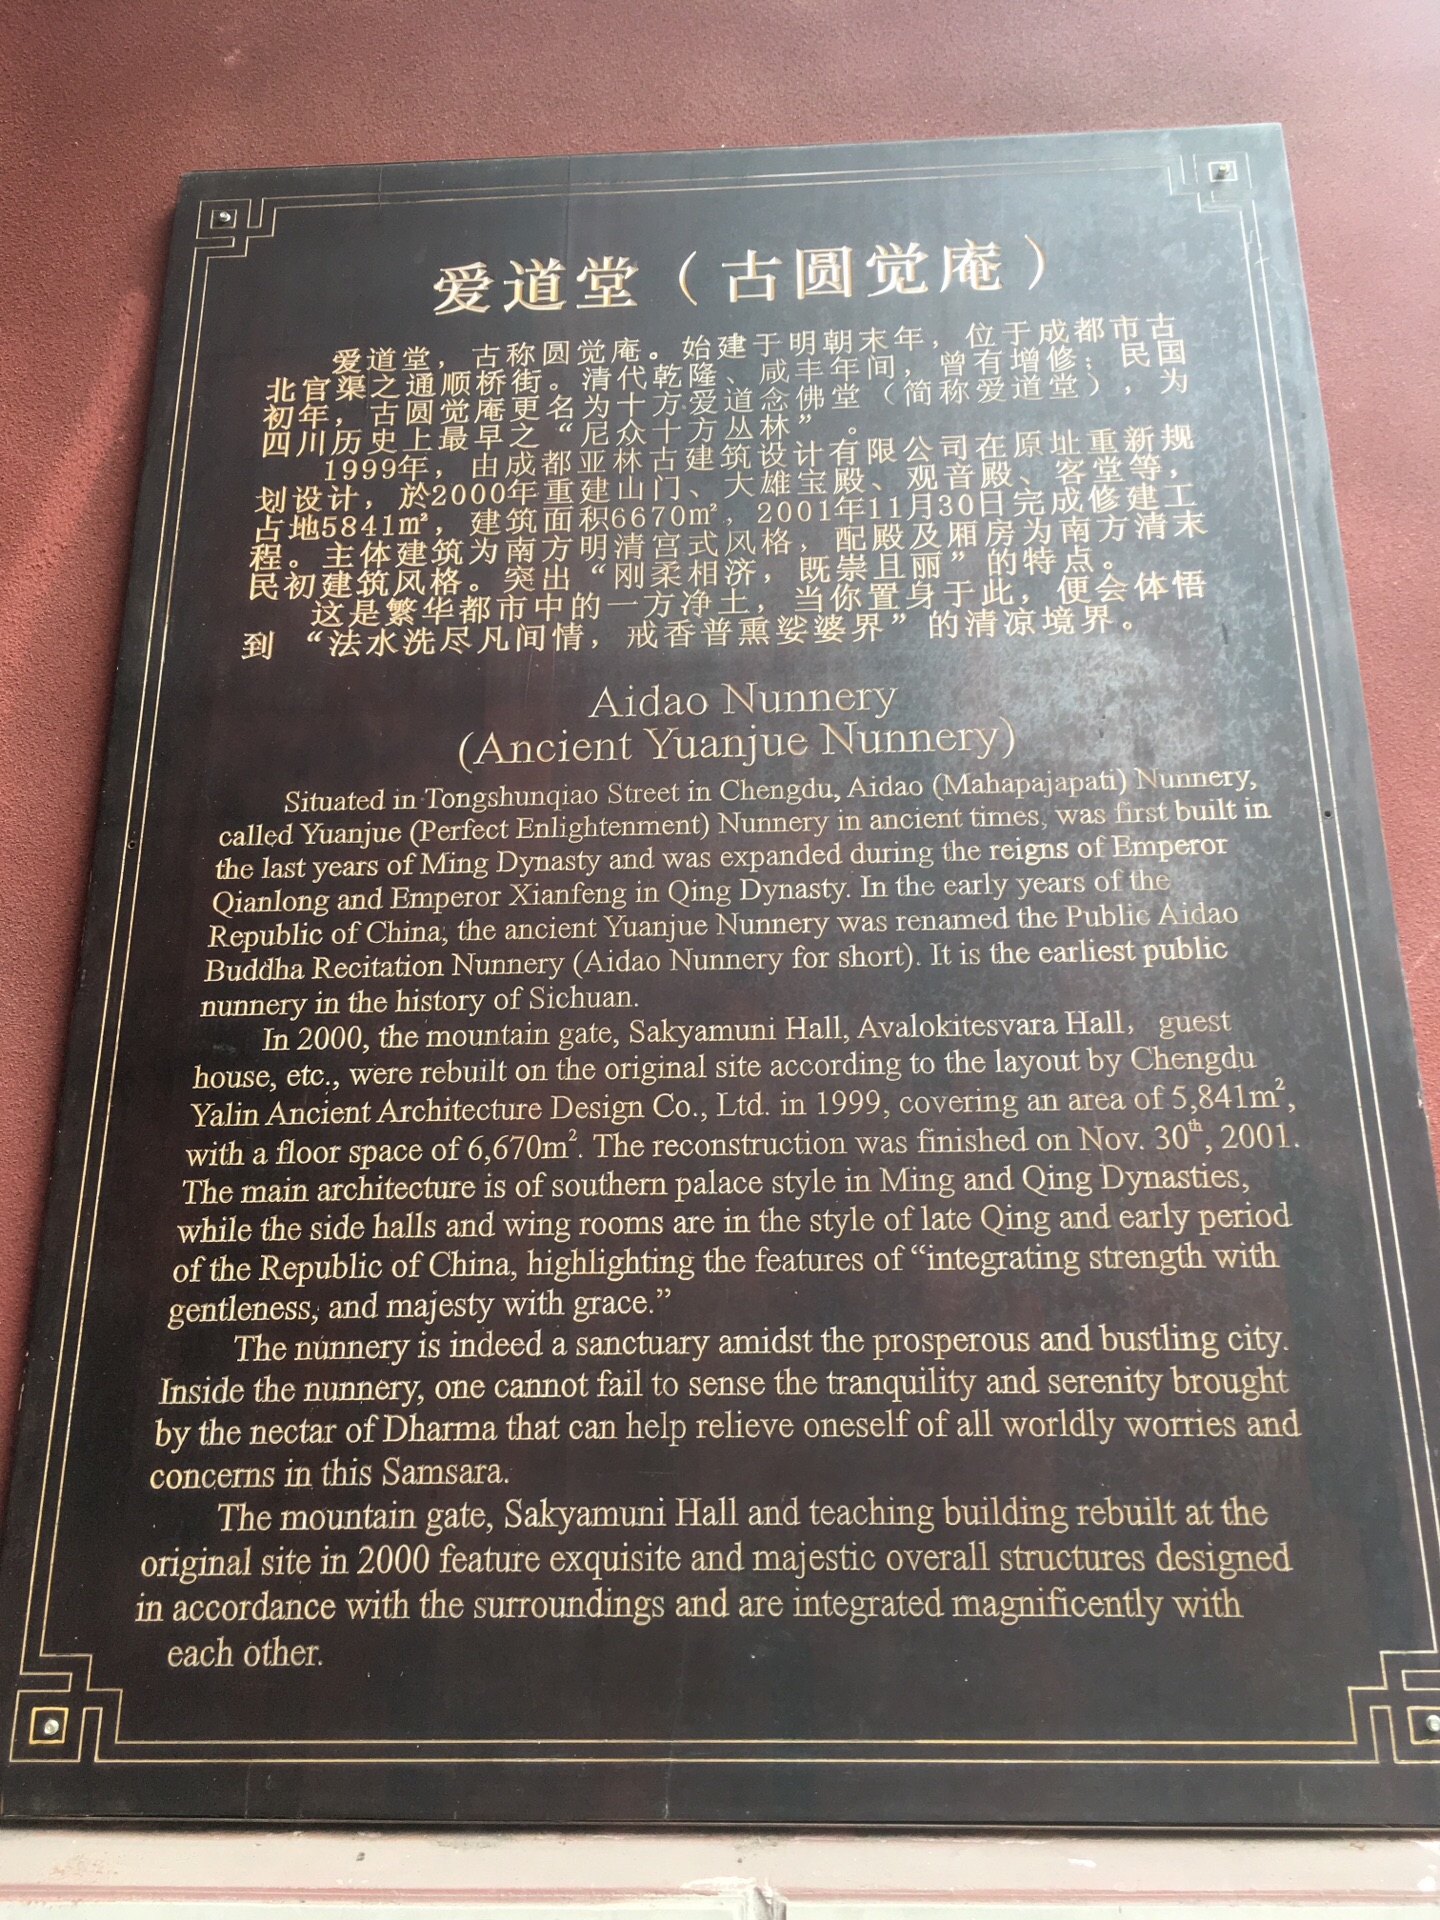 爱道堂（古圆觉庵）
爱道堂，古称圆觉庵。始建于明朝末年，位于成都市古
北官渠之通顺桥街。清代乾隆、咸丰年间，曾有增修；民国
初年，古圆觉庵更名为十方爱道念佛堂（简称爱道堂），为
四川历史上最早之“尼众十方丛林”。
1999年，由成都亚林古建筑设计有限公司在原址重新规
划设计，於2000年重建山门、大雄宝殿、观音殿、客堂等，
占地5841m²，建筑面积6670m²，2001年11月30日完成修建工
程。主体建筑为南方明清宫式风格，配殿及厢房为南方清末
民初建筑风格。突出“刚柔相济，既崇且丽”的特点。
这是繁华都市中的一方净土，当你置身于此，便会体悟
到“法水洗尽凡间情，戒香普熏娑婆界”的清凉境界。
Aidao Nunnery
(Ancient Yuanjue Nunnery)
Situated in Tongshunqiao Street in Chengdu, Aidao (Mahapajapati) Nunnery,
called Yuanjue (Perfect Enlightenment) Nunnery in ancient times, was first built in
the last years of Ming Dynasty and was expanded during the reigns of Emperor
Qianlong and Emperor Xianfeng in Qing Dynasty. In the early years of the
Republic of China, the ancient Yuanjue Nunnery was renamed the Public Aidao
Buddha Recitation Nunnery (Aidao Nunnery for short). It is the earliest public
nunnery in the history of Sichuan.
In 2000, the mountain gate, Sakyamuni Hall, Avalokitesvara Hall, guest
house, etc., were rebuilt on the original site according to the layout by Chengdu
Yalin Ancient Architecture Design Co., Ltd. in 1999, covering an area of 5,841m²,
with a floor space of 6,670m². The reconstruction was finished on Nov. 30th, 2001.
The main architecture is of southern palace style in Ming and Qing Dynasties,
while the side halls and wing rooms are in the style of late Qing and early period
of the Republic of China, highlighting the features of “integrating strength with
gentleness, and majesty with grace.”
The nunnery is indeed a sanctuary amidst the prosperous and bustling city.
Inside the nunnery, one cannot fail to sense the tranquility and serenity brought
by the nectar of Dharma that can help relieve oneself of all worldly worries and
concerns in this Samsara.
The mountain gate, Sakyamuni Hall and teaching building rebuilt at the
original site in 2000 feature exquisite and majestic overall structures designed
in accordance with the surroundings and are integrated magnificently with
each other.